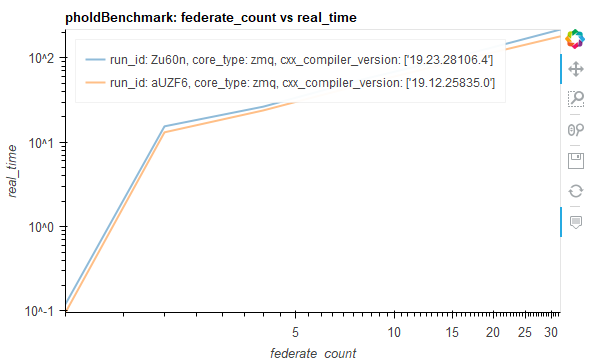 pholdBenchmark: federate_count vs real_time
10^2
run_id: Zu60n, core_type: zmq, cxx_compiler_version: ['19.23.28106.4']
run_id: aUZF6, core_type: zmq, cxx_compiler_version: ['19.12.25835.0']
10^1
real_time
10^0
10^-1
5
10
15
20
25
30
federate_count